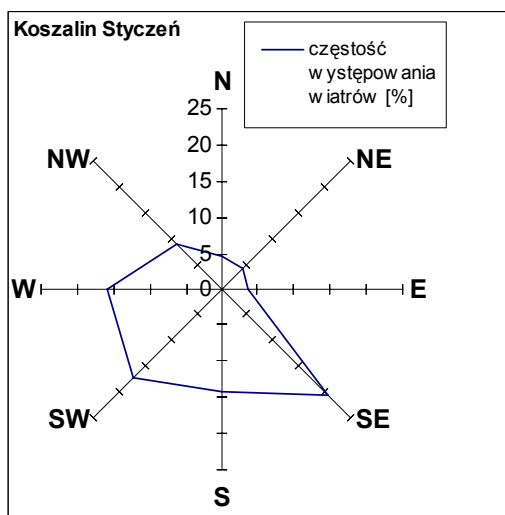 Koszalin Styczeń
częstość
w ystępow ania
w iatrów [%]
N
25
NW
NE
20
15
10
5
W
0
E
SW
SE
S